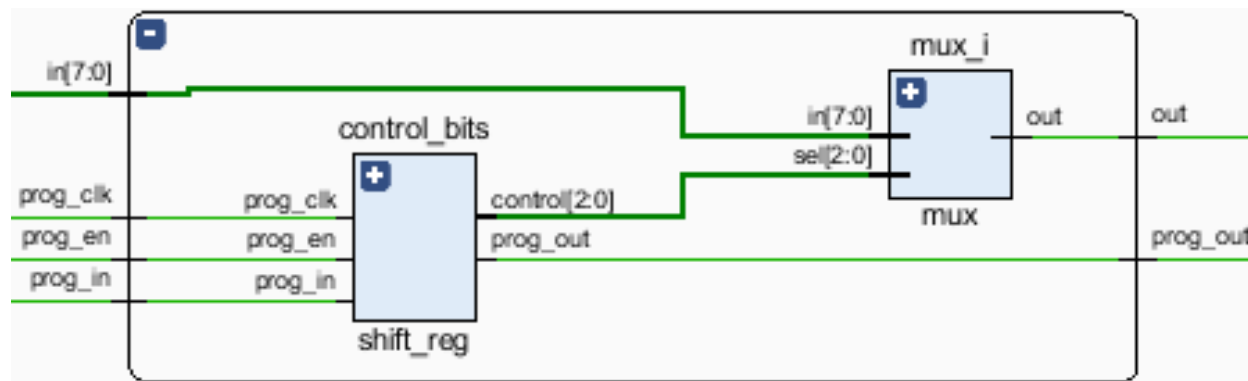 mux_i
in[7:0]
in[7:0]
out
out
control_bits
sel[2:0]
prog_clk
prog_clk
control[2:0]
mux
prog_en
prog_en
prog_out
prog_out
prog_in
prog_in
shift_reg